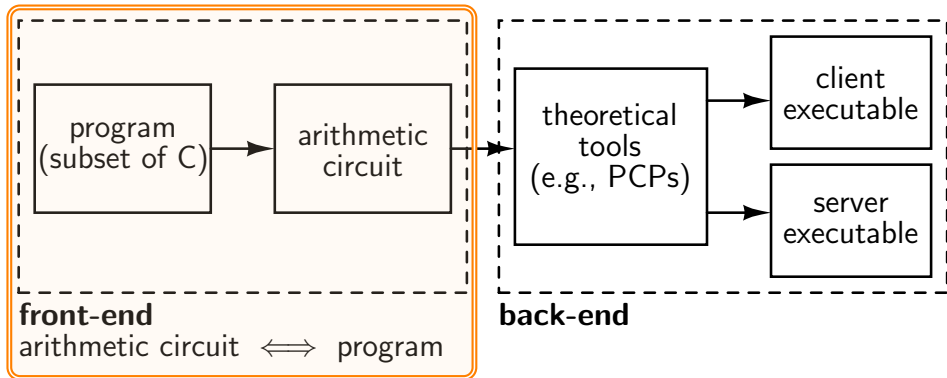 program
(subset of C)
arithmetic
circuit
theoretical
tools
(e.g., PCPs)
client
executable
server
executable
front-end
arithmetic circuit ⟺ program
back-end